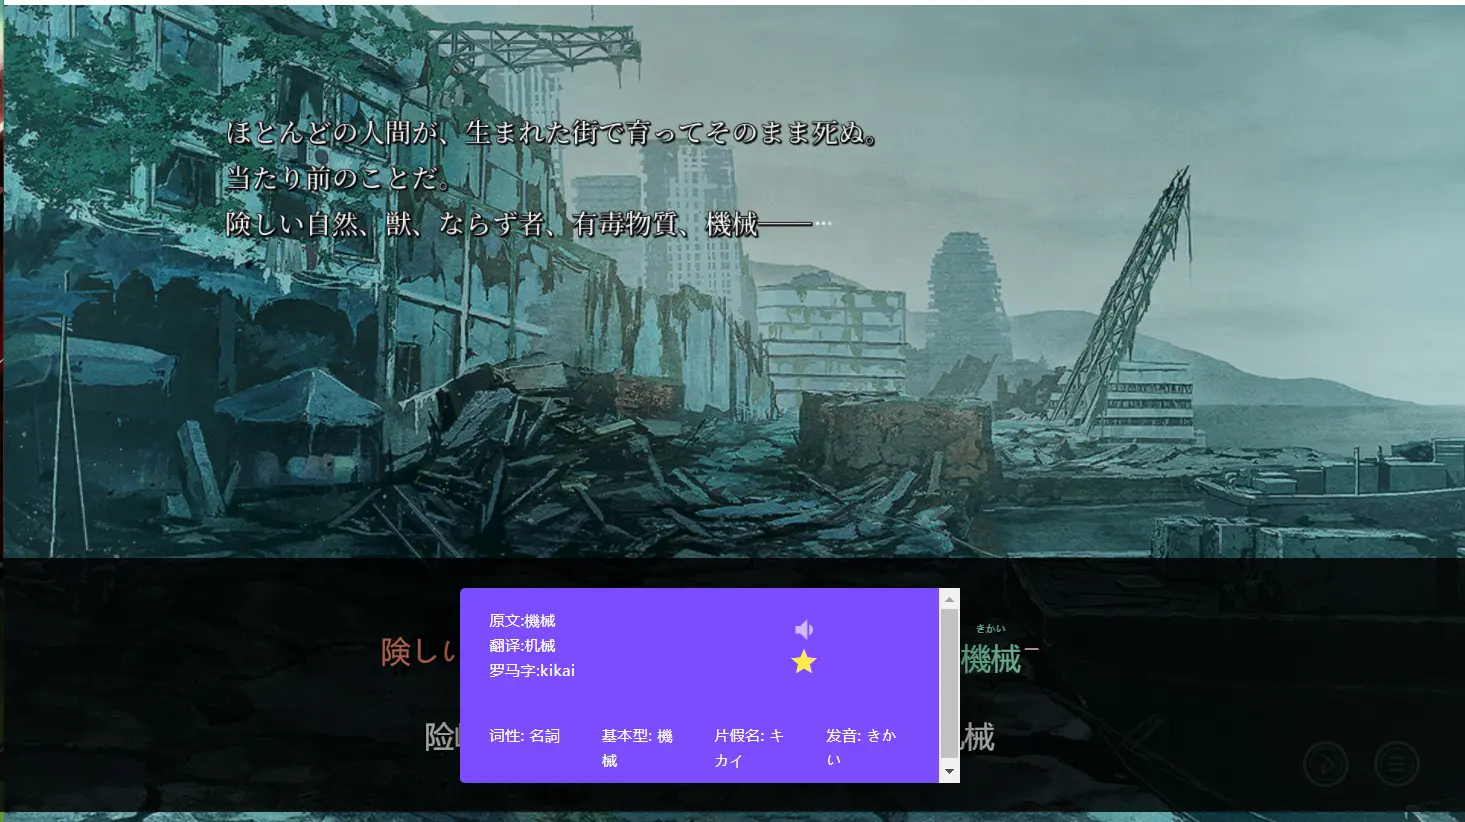 ほとんどの人間が、生まれた街で育ってそのまま死ぬ。
当たり前のことだ。
険しい自然、獣、ならず者、有毒物質、機械――…
原文:機械
翻译:机械
罗马字:kikai
词性: 名詞
基本型: 機
械
片假名: キ
カイ
发音: きか
い
険しい
きかい
機械
险
械